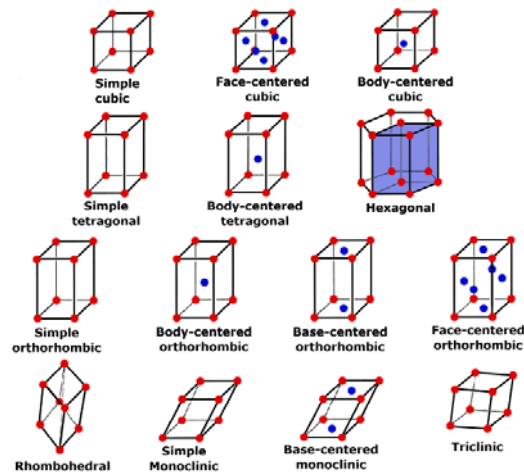 Simple
cubic
Face-centered
cubic
Body-centered
cubic
Simple
tetragonal
Body-centered
tetragonal
Hexagonal
Simple
orthorhombic
Body-centered
orthorhombic
Base-centered
orthorhombic
Face-centered
orthorhombic
Rhombohedral
Simple
Monoclinic
Base-centered
monoclinic
Triclinic